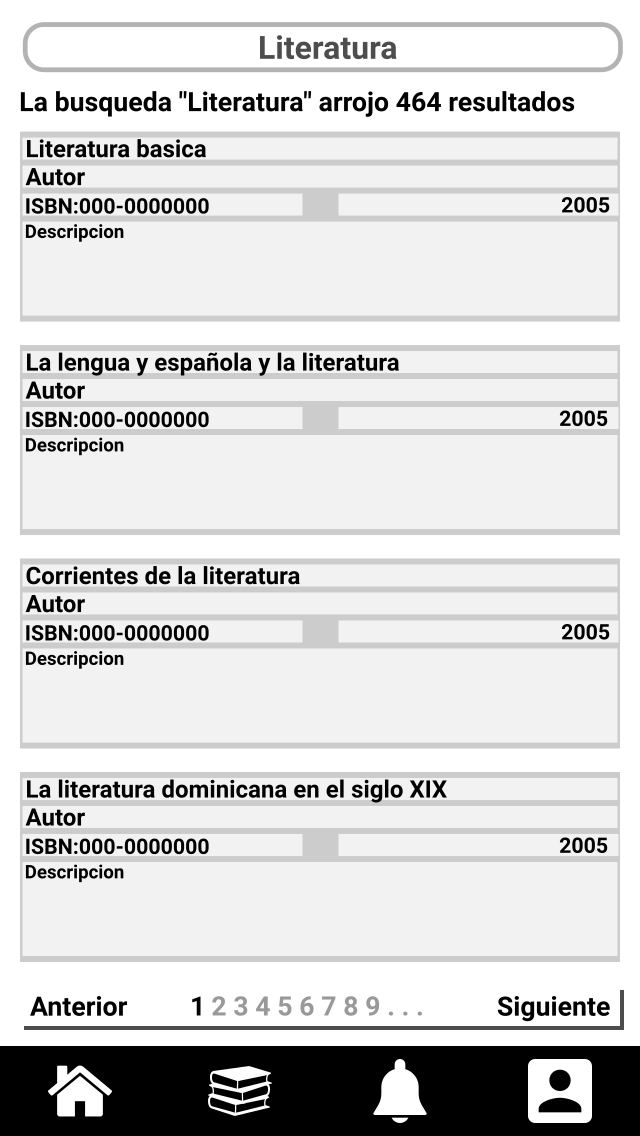 Literatura
La busqueda "Literatura" arrojo 464 resultados
Literatura basica
Autor
ISBN:000-0000000 2005
Descripcion
La lengua y española y la literatura
Autor
ISBN:000-0000000 2005
Descripcion
Corrientes de la literatura
Autor
ISBN:000-0000000 2005
Descripcion
La literatura dominicana en el siglo XIX
Autor
ISBN:000-0000000 2005
Descripcion
Anterior 1 2 3 4 5 6 7 8 9 . . . Siguiente